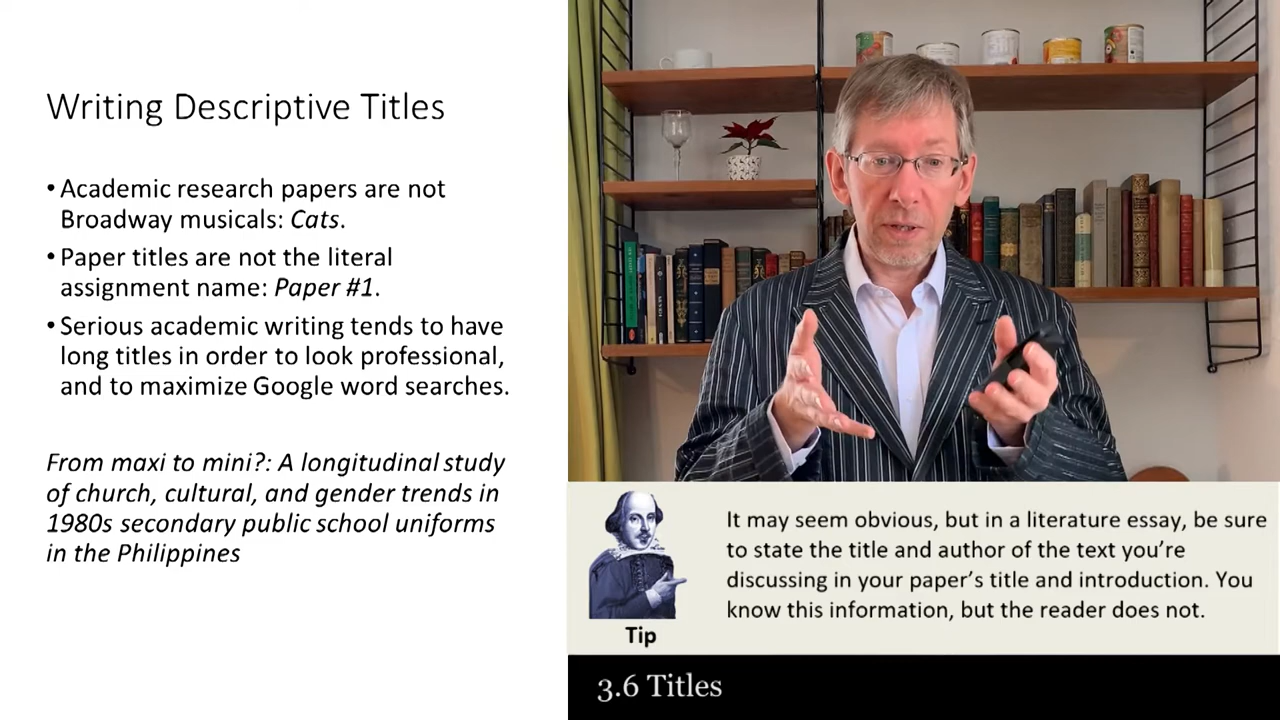 Writing Descriptive Titles
• Academic research papers are not
Broadway musicals: Cats.
• Paper titles are not the literal
assignment name: Paper #1.
• Serious academic writing tends to have
long titles in order to look professional,
and to maximize Google word searches.
From maxi to mini?: A longitudinal study
of church, cultural, and gender trends in
1980s secondary public school uniforms
in the Philippines
It may seem obvious, but in a literature essay, be sure
to state the title and author of the text you’re
discussing in your paper’s title and introduction. You
know this information, but the reader does not.
Tip
3.6 Titles